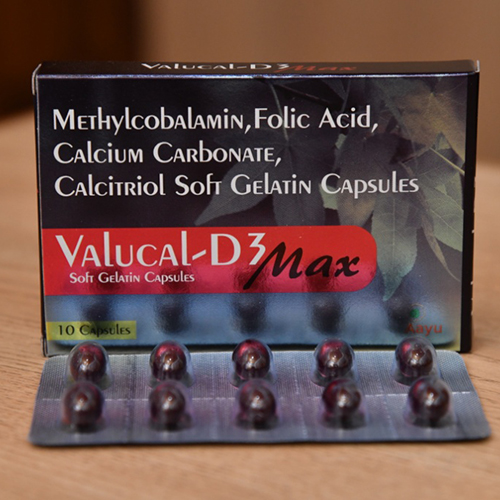 Valucal-D3 Max
Methylcobalamin, Folic Acid,
Calcium Carbonate,
Calcitriol Soft Gelatin Capsules
Valucal-D3 Max
Soft Gelatin Capsules
10 Capsules